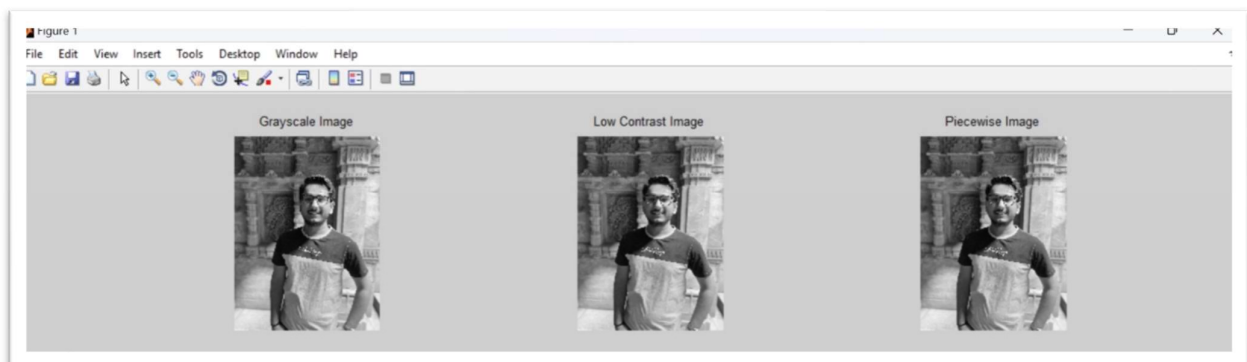 Figure 1
File Edit View Insert Tools Desktop Window Help
Grayscale Image Low Contrast Image Piecewise Image